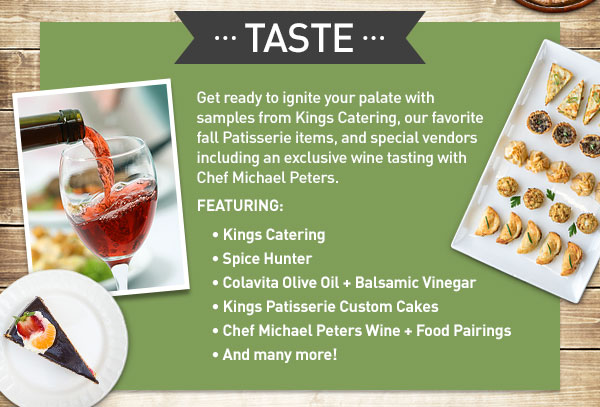 ··· TASTE ···
Get ready to ignite your palate with
samples from Kings Catering, our favorite
fall Patisserie items, and special vendors
including an exclusive wine tasting with
Chef Michael Peters.
FEATURING:
• Kings Catering
• Spice Hunter
• Colavita Olive Oil + Balsamic Vinegar
• Kings Patisserie Custom Cakes
• Chef Michael Peters Wine + Food Pairings
• And many more!